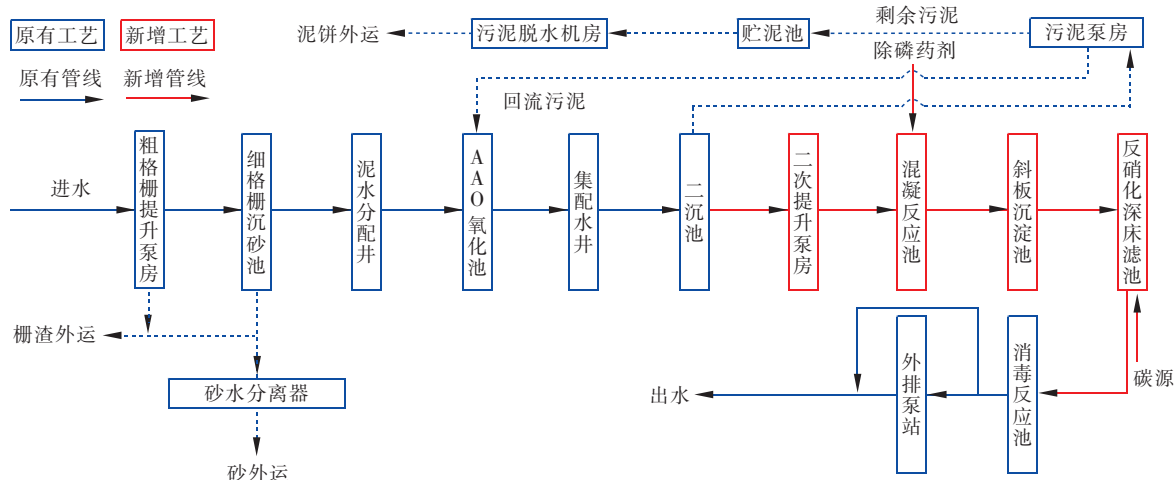 原有工艺
新增工艺
原有管线
新增管线
泥饼外运
污泥脱水机房
贮泥池
剩余污泥
污泥泵房
除磷药剂
回流污泥
进水
粗格栅提升泵房
细格栅沉砂池
泥水分配井
AAO氧化池
集配水井
二沉池
二次提升泵房
混凝反应池
斜板沉淀池
反硝化深床滤池
栅渣外运
砂水分离器
砂外运
出水
外排泵站
消毒反应池
碳源